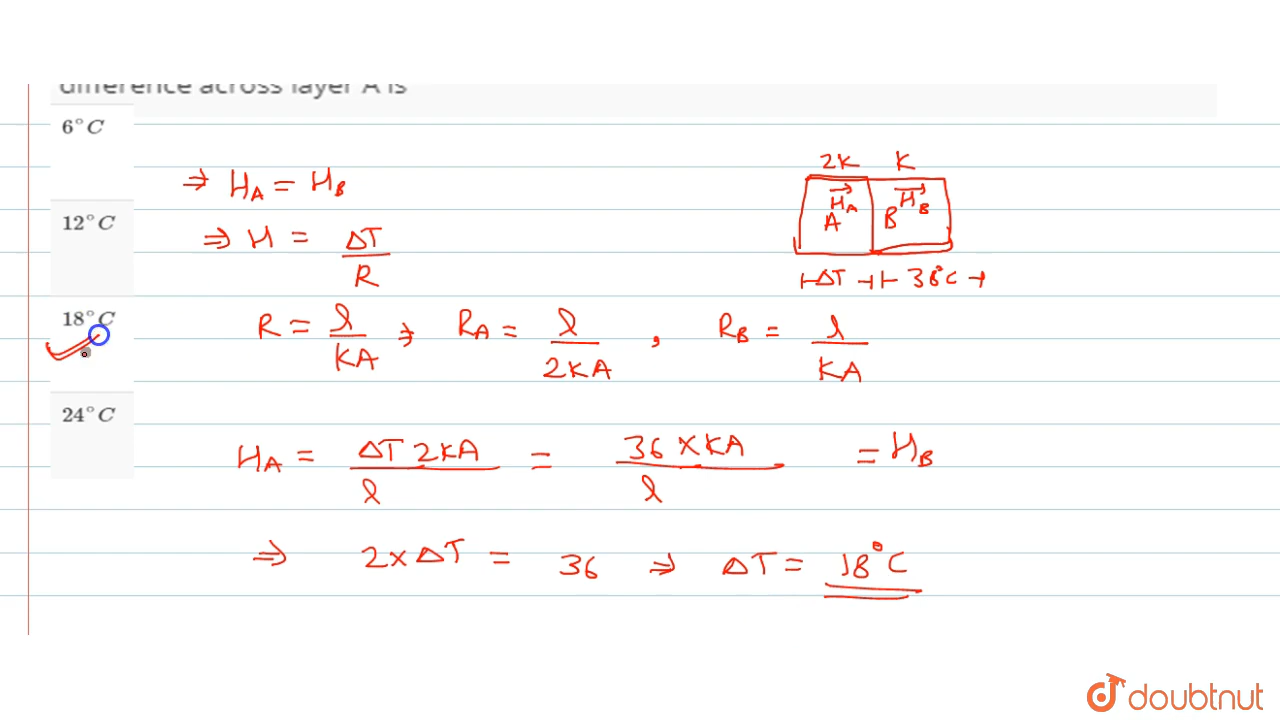 difference across layer A is
6°C
2K K
⇒ H_A = H_B
H_A H_B
A B
12°C
⇒ H = ΔT/R
⊢ΔT⊣⊢ 36°C ⊣
18°C
R = l/KA ⇒ R_A = l/2KA , R_B = l/KA
24°C
H_A = ΔT 2KA/l = 36 × KA/l = H_B
⇒ 2×ΔT = 36 ⇒ ΔT = 18°C
doubtnut